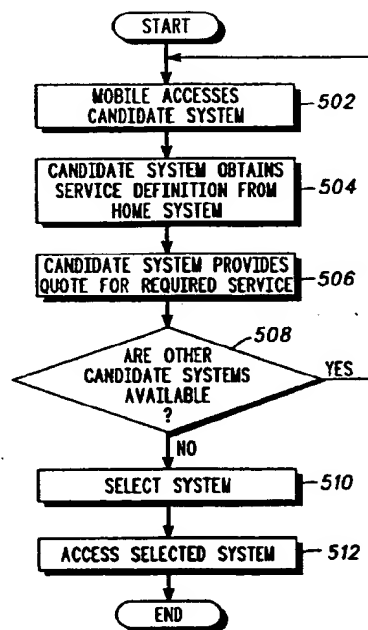 START
MOBILE ACCESSES
CANDIDATE SYSTEM
502
CANDIDATE SYSTEM OBTAINS
SERVICE DEFINITION FROM
HOME SYSTEM
504
CANDIDATE SYSTEM PROVIDES
QUOTE FOR REQUIRED SERVICE
506
508
ARE OTHER
CANDIDATE SYSTEMS
AVAILABLE
?
YES
NO
SELECT SYSTEM
510
ACCESS SELECTED SYSTEM
512
END